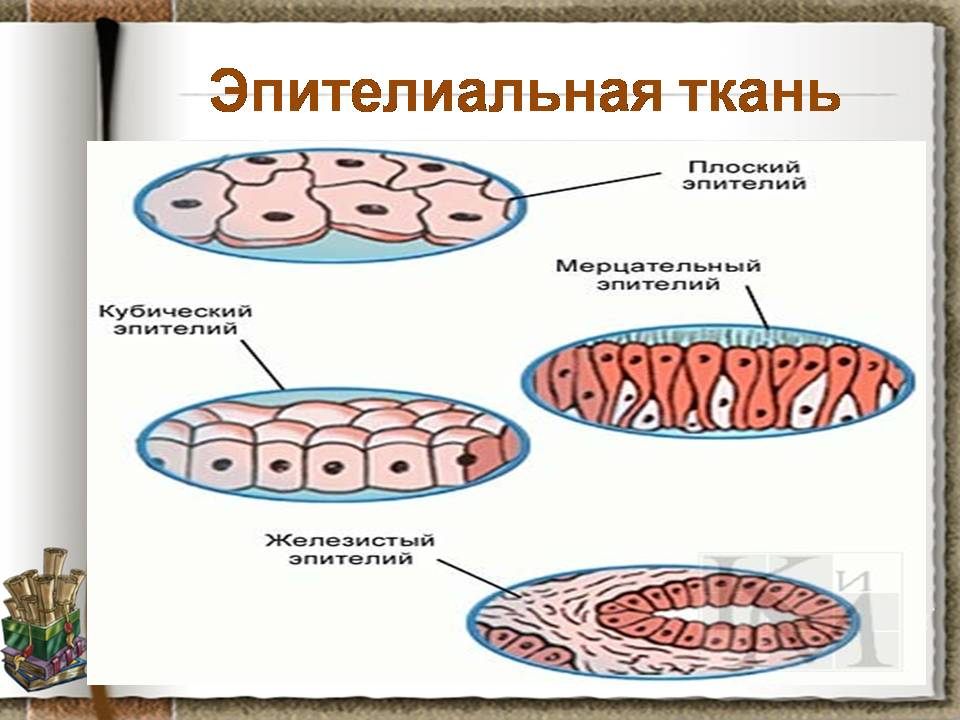 Эпителиальная ткань
Плоский
эпителий
Мерцательный
эпителий
Кубический
эпителий
Железистый
эпителий
К И